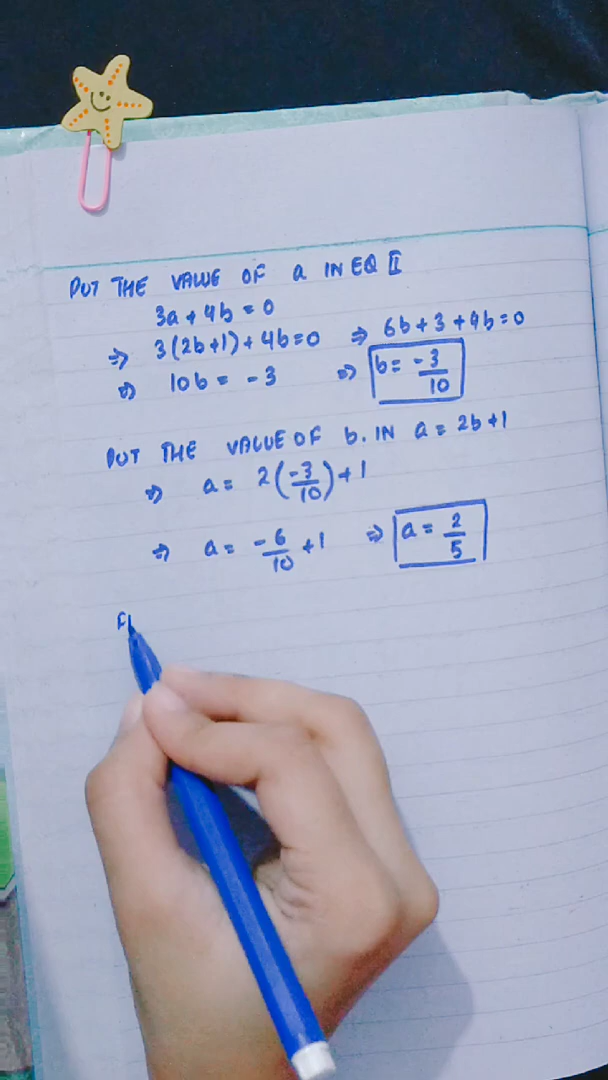 PUT THE VALUE OF a IN EQ II
3a + 4b = 0
⇒ 3(2b+1) + 4b = 0 ⇒ 6b + 3 + 4b = 0
⇒ 10b = -3 ⇒ b = -3/10
PUT THE VALUE OF b. IN a = 2b+1
⇒ a = 2(-3/10) + 1
⇒ a = -6/10 + 1 ⇒ a = 2/5